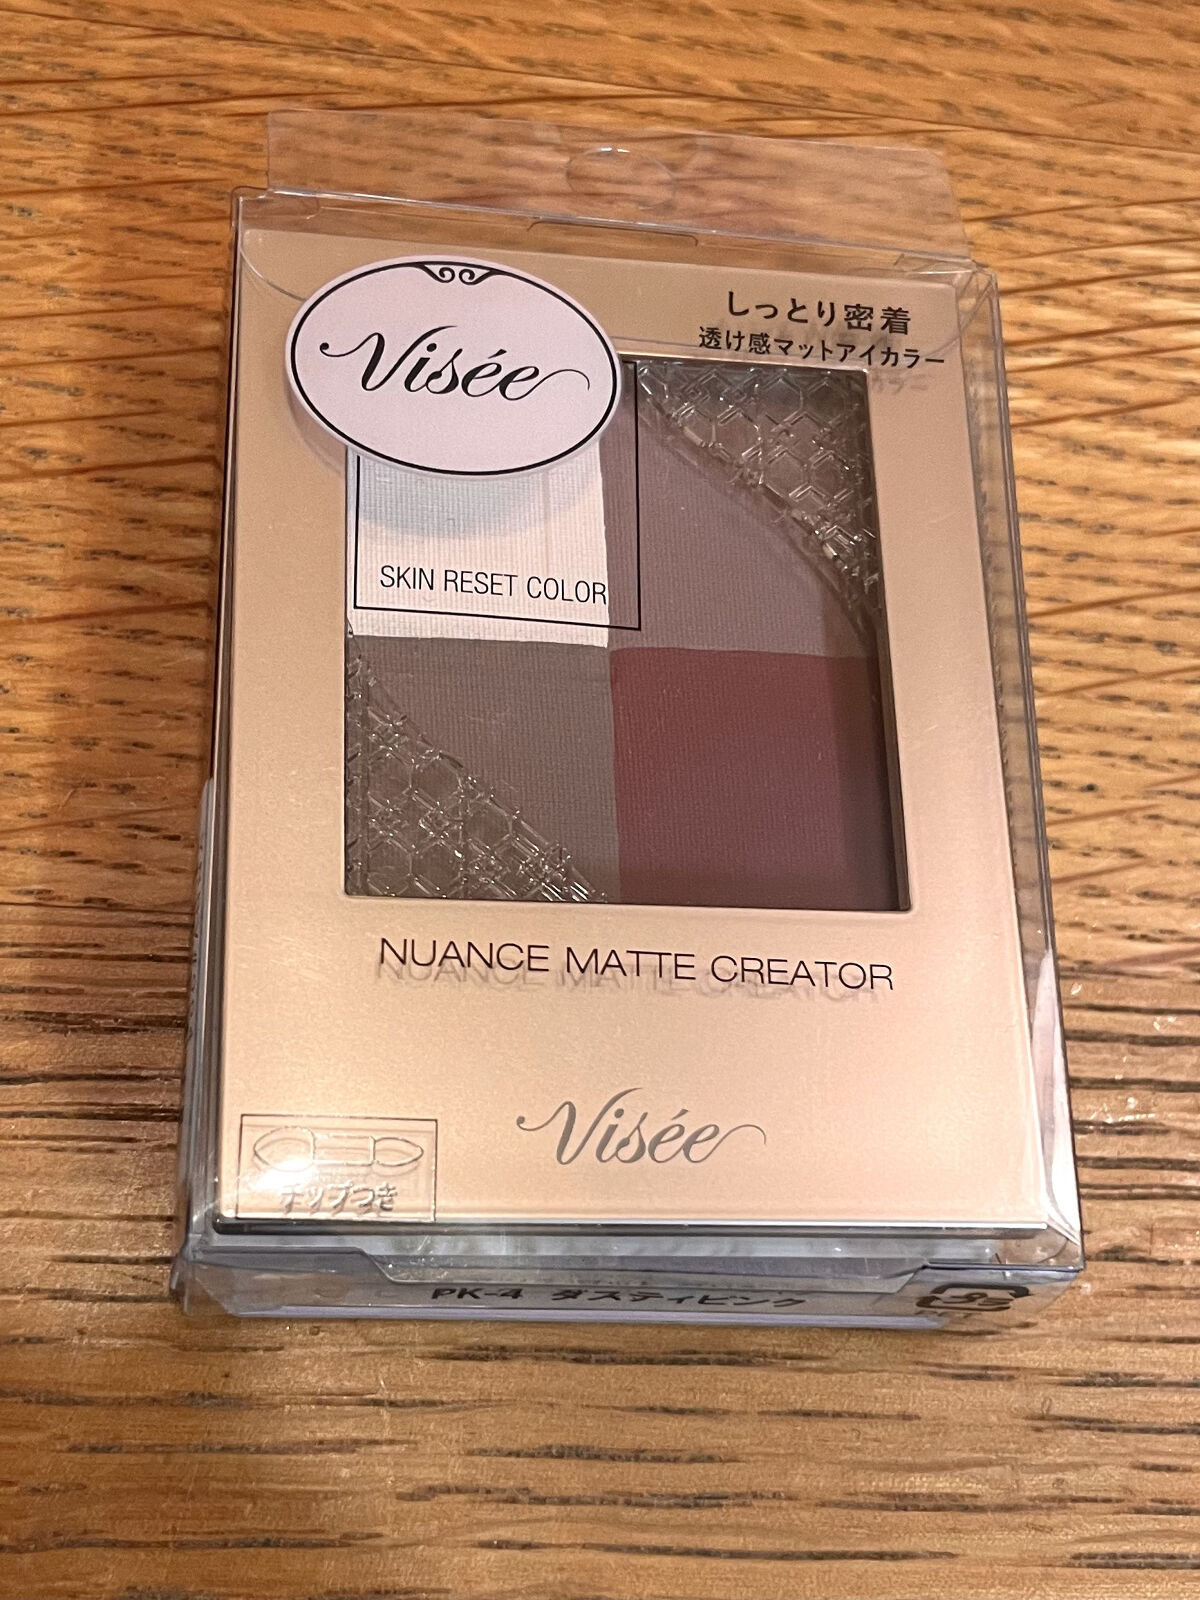 Visée
しっとり密着
透け感マットアイカラー
SKIN RESET COLOR
NUANCE MATTE CREATOR
Visée
チップつき
PK-4 ダスティピンク